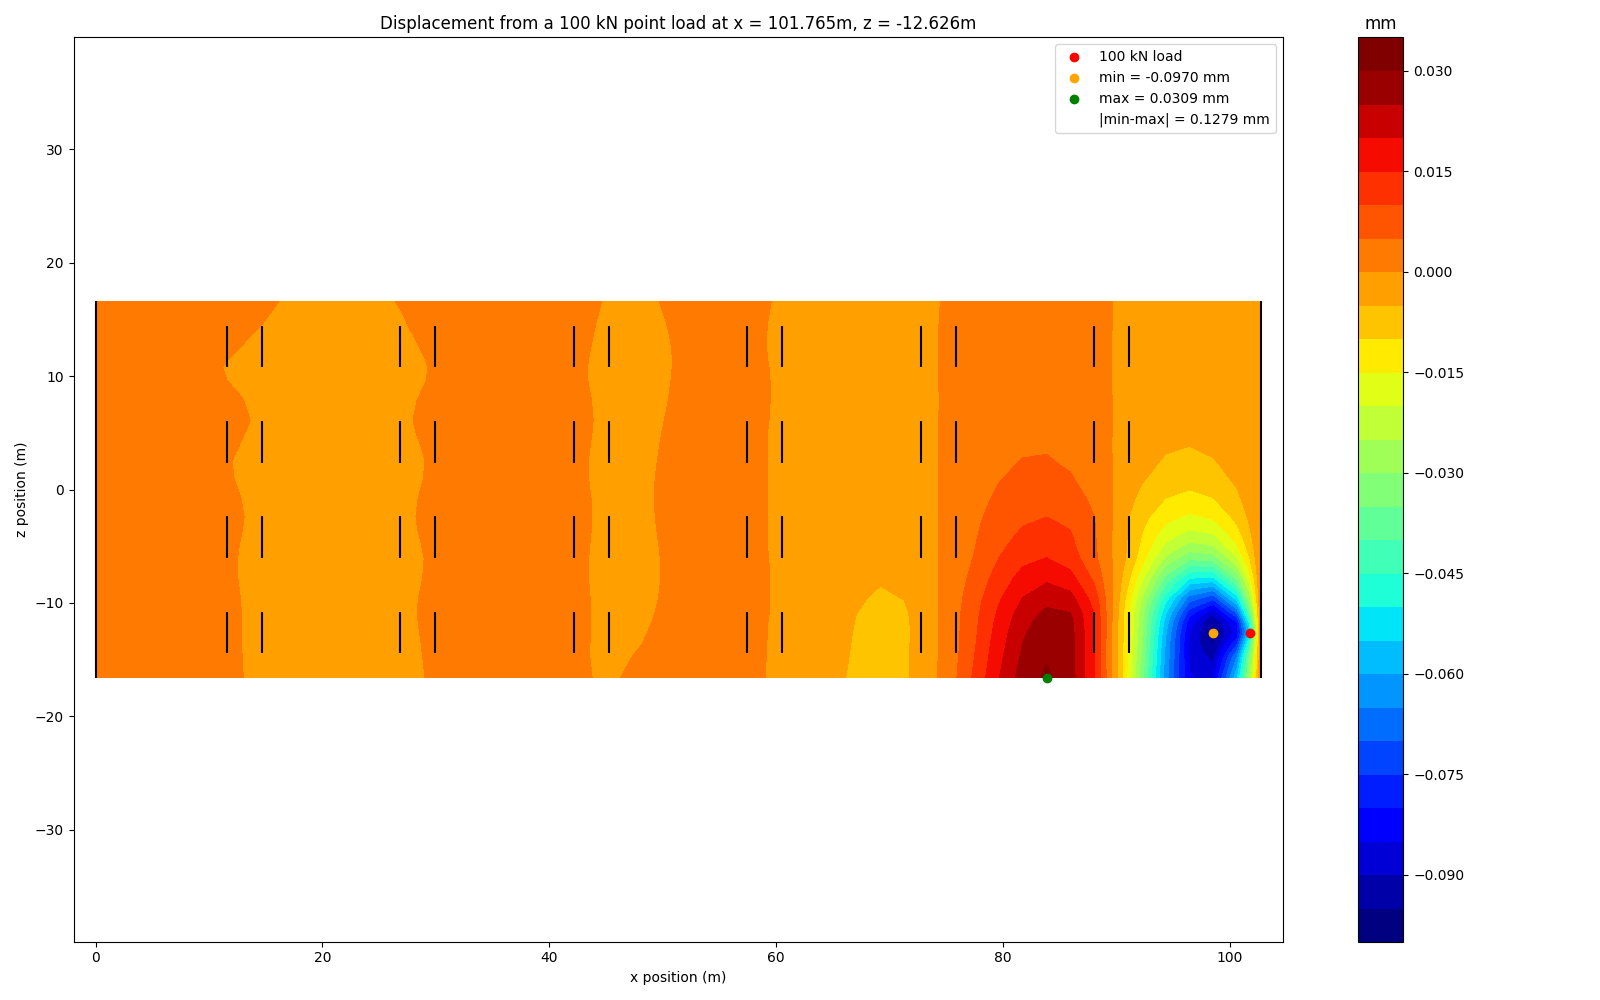 Displacement from a 100 kN point load at x = 101.765m, z = -12.626m
mm
100 kN load
min = -0.0970 mm
max = 0.0309 mm
|min-max| = 0.1279 mm
30
20
10
0
−10
−20
−30
z position (m)
0
20
40
60
80
100
x position (m)
0.030
0.015
0.000
−0.015
−0.030
−0.045
−0.060
−0.075
−0.090